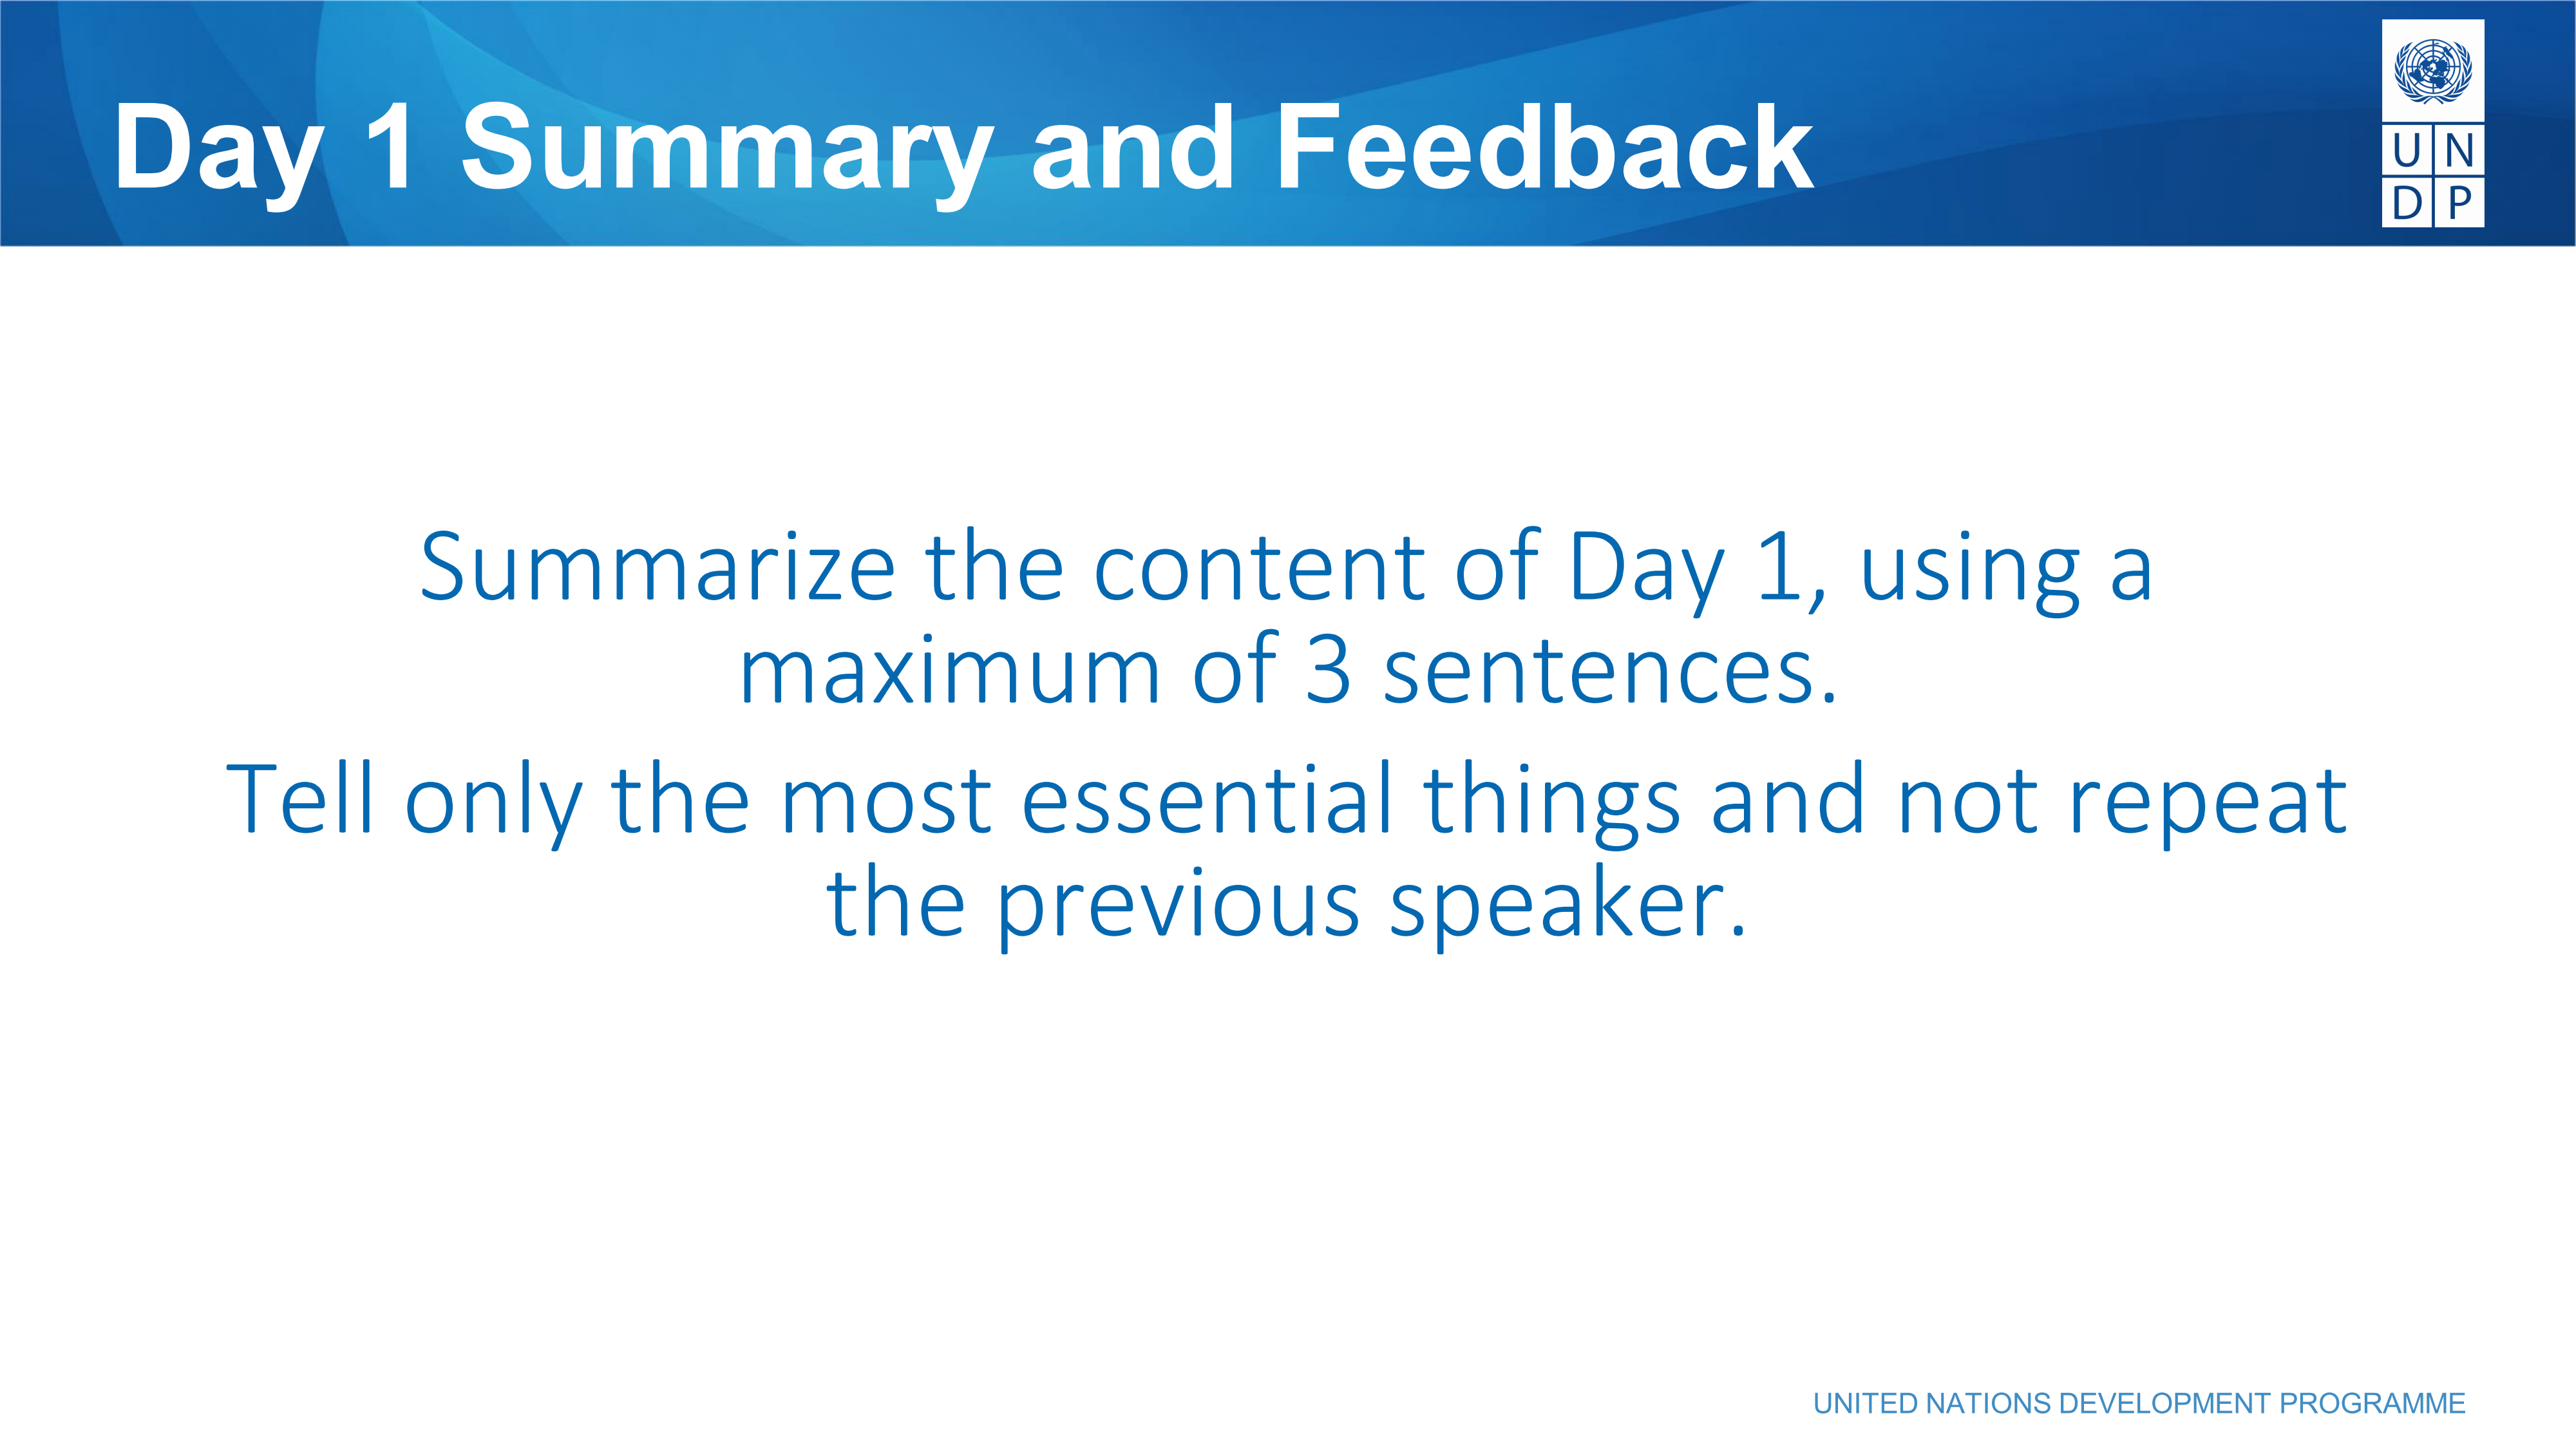 Day 1 Summary and Feedback
U N
D P
Summarize the content of Day 1, using a
maximum of 3 sentences.
Tell only the most essential things and not repeat
the previous speaker.
UNITED NATIONS DEVELOPMENT PROGRAMME